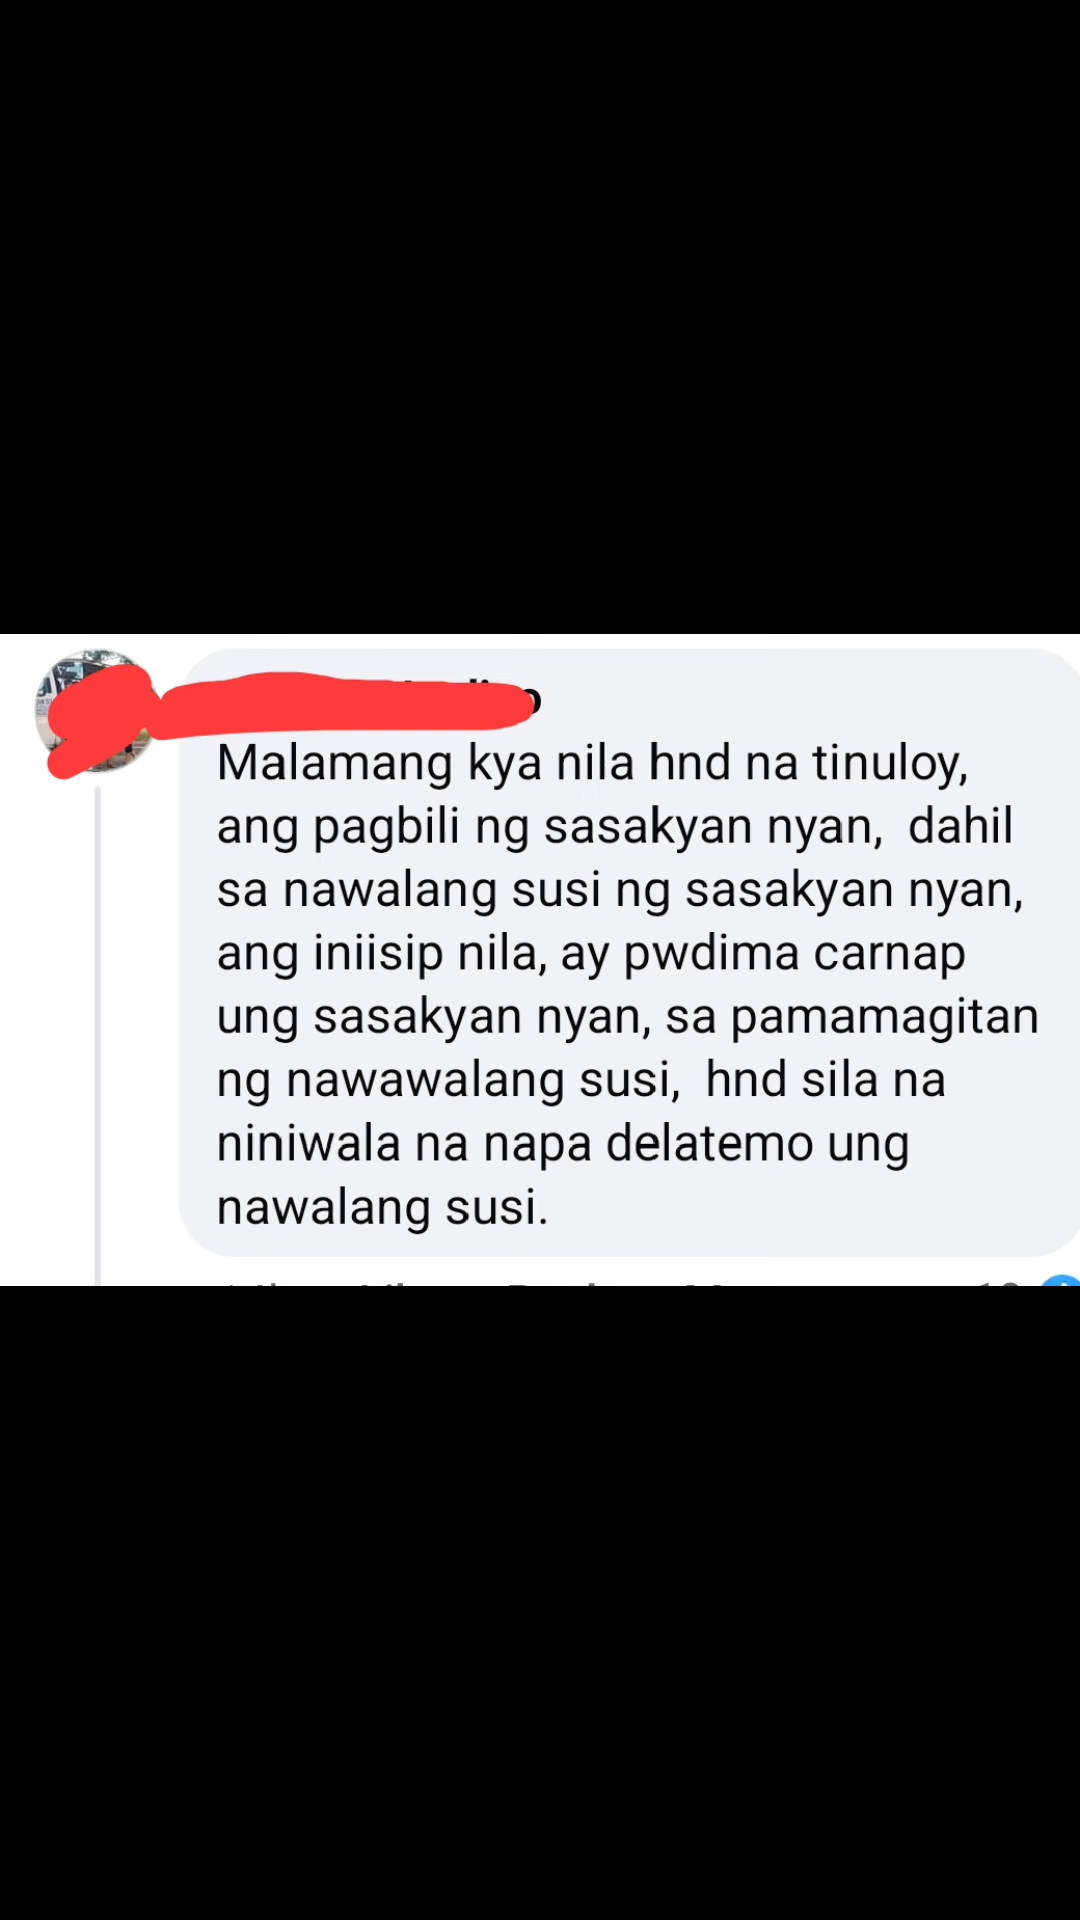 Malamang kya nila hnd na tinuloy,
ang pagbili ng sasakyan nyan, dahil
sa nawalang susi ng sasakyan nyan,
ang iniisip nila, ay pwdima carnap
ung sasakyan nyan, sa pamamagitan
ng nawawalang susi, hnd sila na
niniwala na napa delatemo ung
nawalang susi.